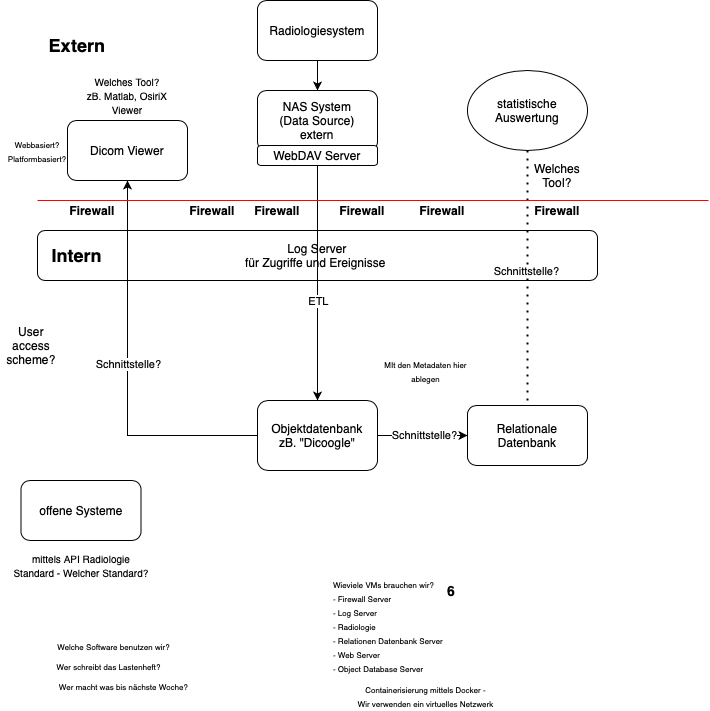 Radiologiesystem
Extern
Welches Tool?
zB. Matlab, OsiriX
Viewer
NAS System
(Data Source)
extern
statistische
Auswertung
Webbasiert?
Platformbasiert?
Dicom Viewer
WebDAV Server
Welches
Tool?
Firewall Firewall Firewall Firewall Firewall Firewall
Intern
Log Server
für Zugriffe und Ereignisse
Schnittstelle?
ETL
User
access
scheme?
Schnittstelle?
MIt den Metadaten hier
ablegen
Objektdatenbank
zB. "Dicoogle"
Schnittstelle?
Relationale
Datenbank
offene Systeme
mittels API Radiologie
Standard - Welcher Standard?
Wieviele VMs brauchen wir?
6
- Firewall Server
- Log Server
- Radiologie
- Relationen Datenbank Server
- Web Server
- Object Database Server
Welche Software benutzen wir?
Wer schreibt das Lastenheft?
Wer macht was bis nächste Woche?
Containerisierung mittels Docker -
Wir verwenden ein virtuelles Netzwerk